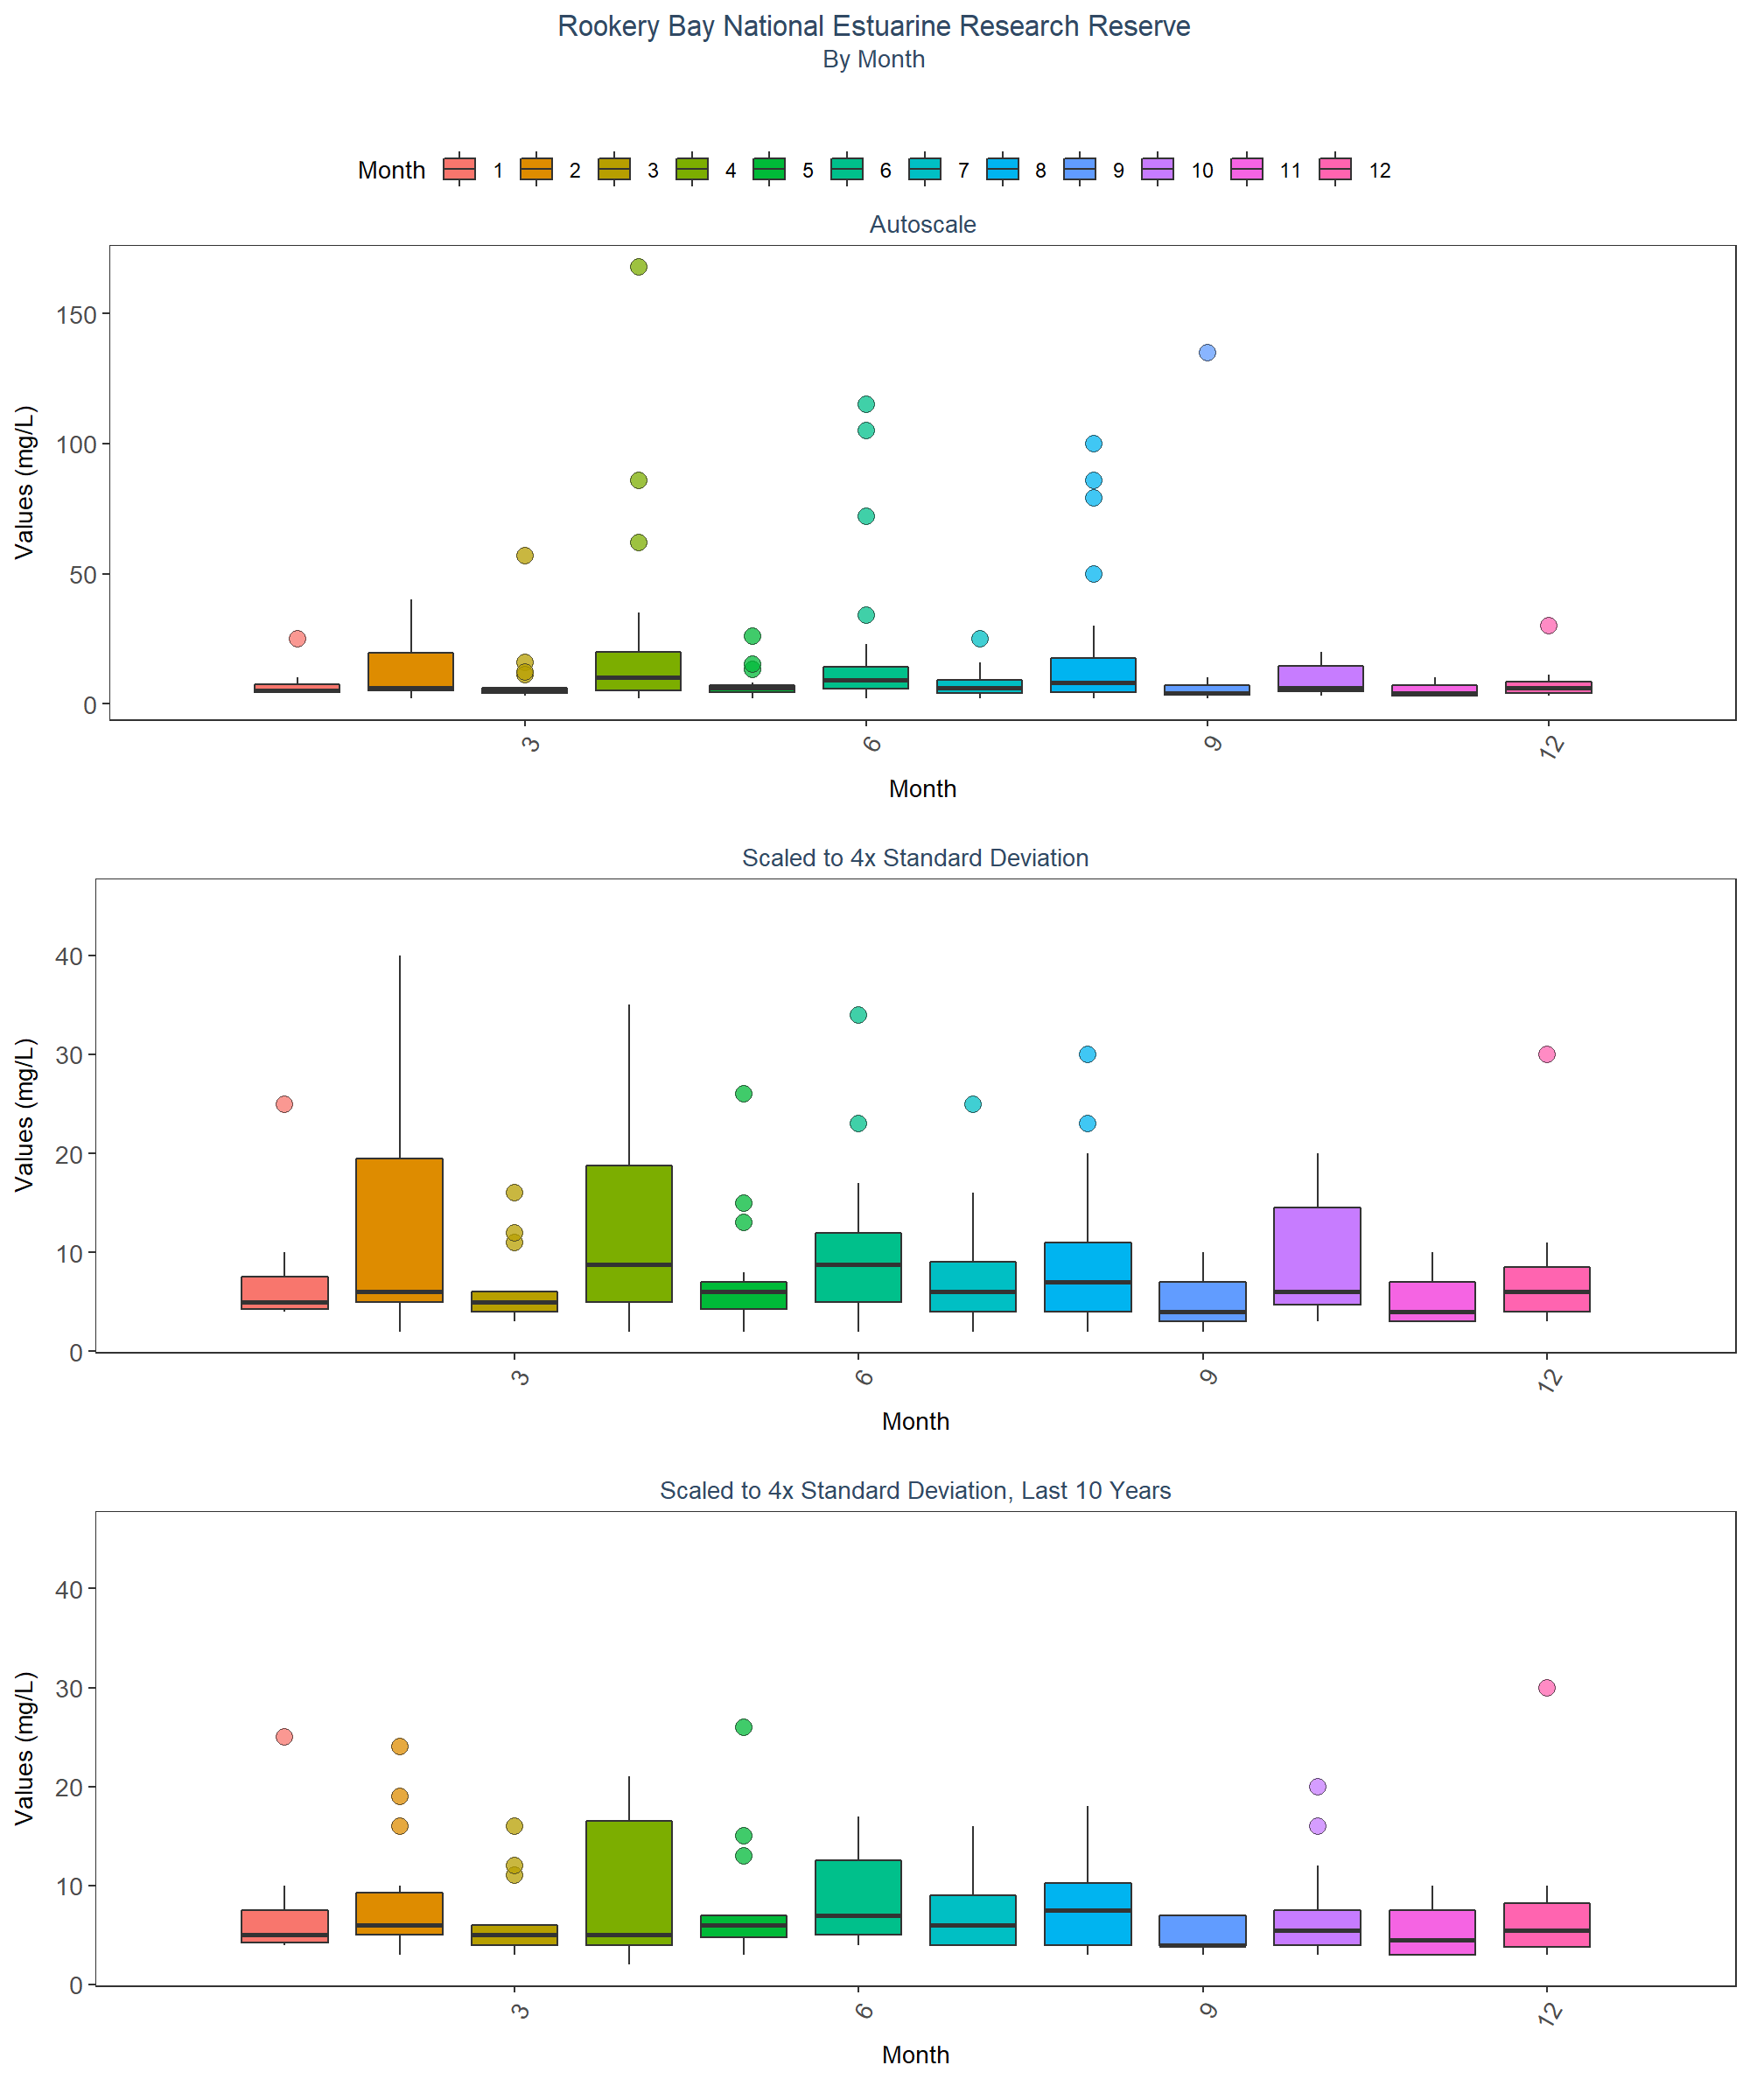 Rookery Bay National Estuarine Research Reserve
By Month
Month 1 2 3 4 5 6 7 8 9 10 11 12
Autoscale
Values (mg/L)
150
100
50
0
3 6 9 12
Month
Scaled to 4x Standard Deviation
Values (mg/L)
40
30
20
10
0
3 6 9 12
Month
Scaled to 4x Standard Deviation, Last 10 Years
Values (mg/L)
40
30
20
10
0
3 6 9 12
Month